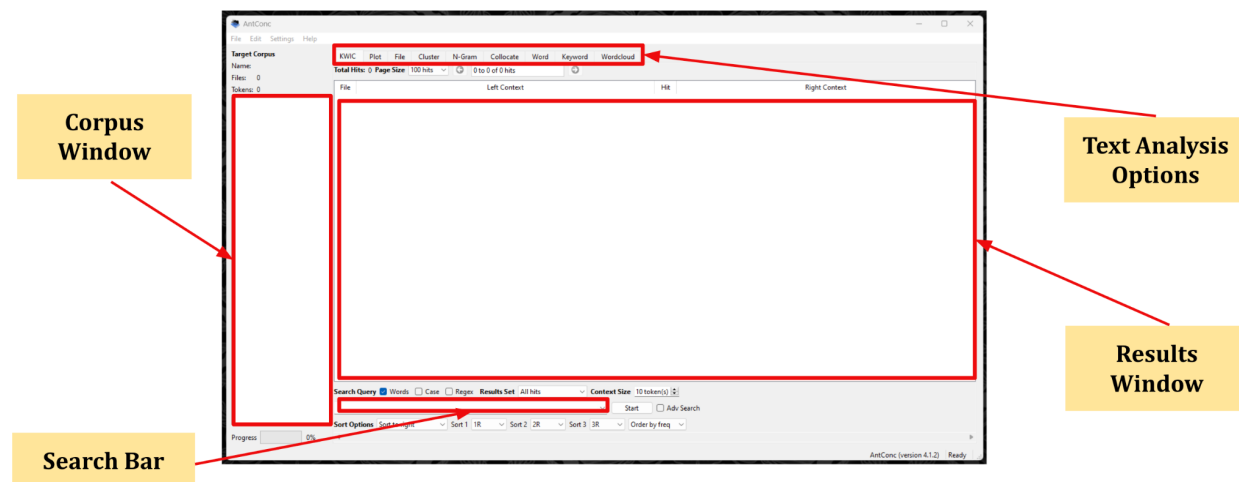 AntConc
File Edit Settings Help
Target Corpus
Name:
Files: 0
Tokens: 0
KWIC Plot File Cluster N-Gram Collocate Word Keyword Wordcloud
Total Hits: 0 Page Size 100 hits 0 to 0 of 0 hits
File Left Context Hit Right Context
Corpus
Window
Text Analysis
Options
Results
Window
Search Query Words Case Regex Results Set All hits Context Size 10 token(s)
Start Adv Search
Sort Options Sort to right Sort 1 1R Sort 2 2R Sort 3 3R Order by freq
Progress 0%
Search Bar
AntConc (version 4.1.2) Ready